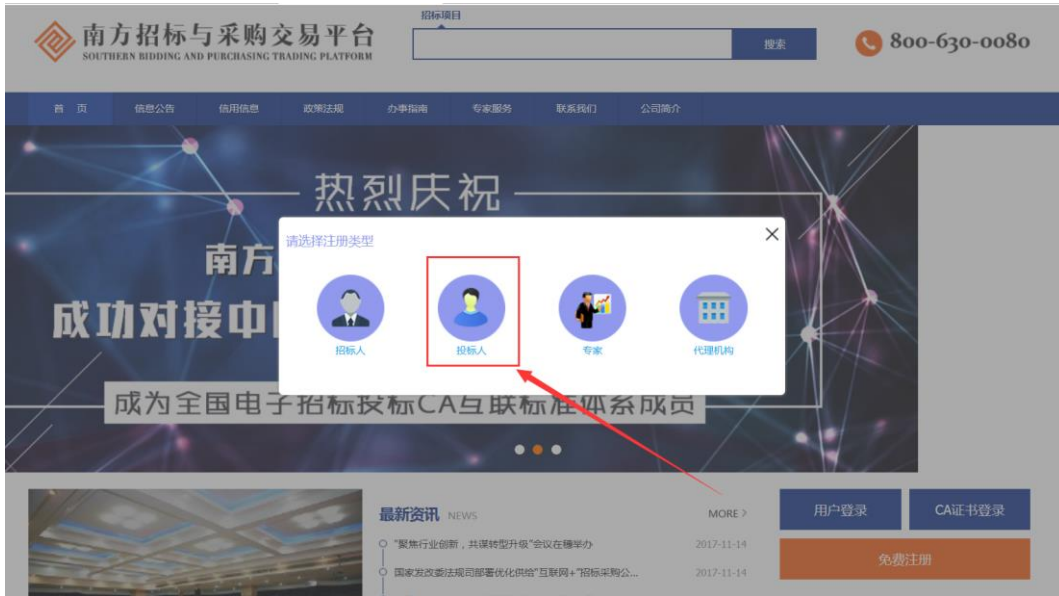 招标项目
南方招标与采购交易平台
SOUTHERN BIDDING AND PURCHASING TRADING PLATFORM
搜索
800-630-0080
首 页 信息公告 信用信息 政策法规 办事指南 专家服务 联系我们 公司简介
热烈庆祝
南方
成功对接中
成为全国电子招标投标CA互联标准体系成员
请选择注册类型
招标人 投标人 专家 代理机构
最新资讯 NEWS MORE >
"聚焦行业创新,共谋转型升级"会议在穗举办 2017-11-14
国家发改委法规司部署优化供给"互联网+"招标采购公... 2017-11-14
用户登录 CA证书登录
免费注册